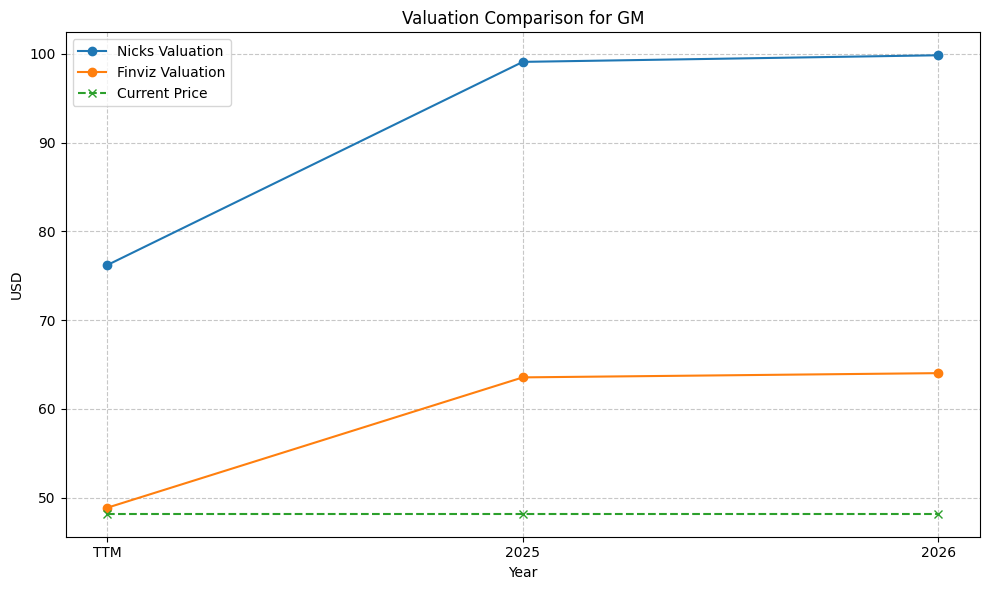 Valuation Comparison for GM
Nicks Valuation
Finviz Valuation
Current Price
100
90
80
70
60
50
USD
TTM
2025
2026
Year